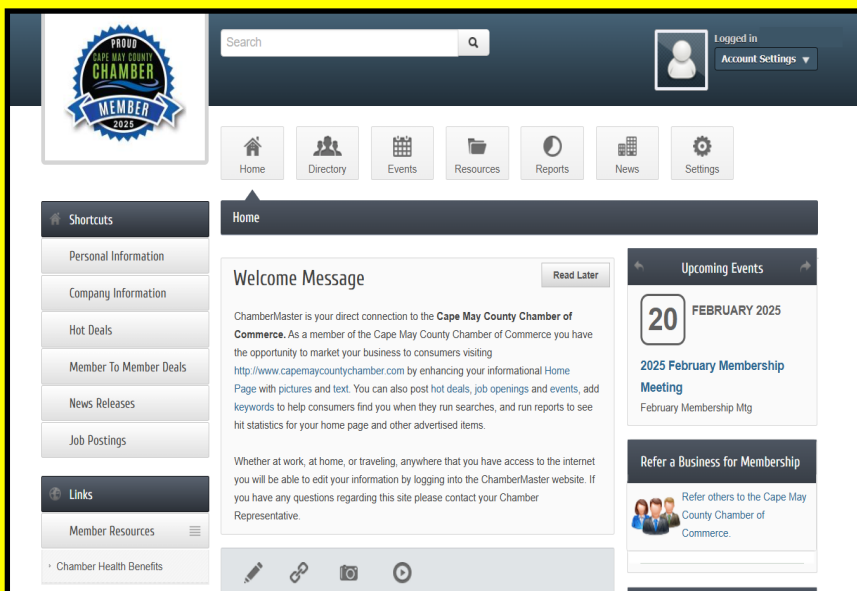 PROUD
CAPE MAY COUNTY
CHAMBER
MEMBER
2025
Search
Logged in
Account Settings
Home
Directory
Events
Resources
Reports
News
Settings
Shortcuts
Personal Information
Company Information
Hot Deals
Member To Member Deals
News Releases
Job Postings
Links
Member Resources
Chamber Health Benefits
Home
Welcome Message
Read Later
ChamberMaster is your direct connection to the Cape May County Chamber of
Commerce. As a member of the Cape May County Chamber of Commerce you have
the opportunity to market your business to consumers visiting
http://www.capemaycountychamber.com by enhancing your informational Home
Page with pictures and text. You can also post hot deals, job openings and events, add
keywords to help consumers find you when they run searches, and run reports to see
hit statistics for your home page and other advertised items.
Whether at work, at home, or traveling, anywhere that you have access to the internet
you will be able to edit your information by logging into the ChamberMaster website. If
you have any questions regarding this site please contact your Chamber
Representative.
Upcoming Events
20
FEBRUARY 2025
2025 February Membership
Meeting
February Membership Mtg
Refer a Business for Membership
Refer others to the Cape May
County Chamber of
Commerce.